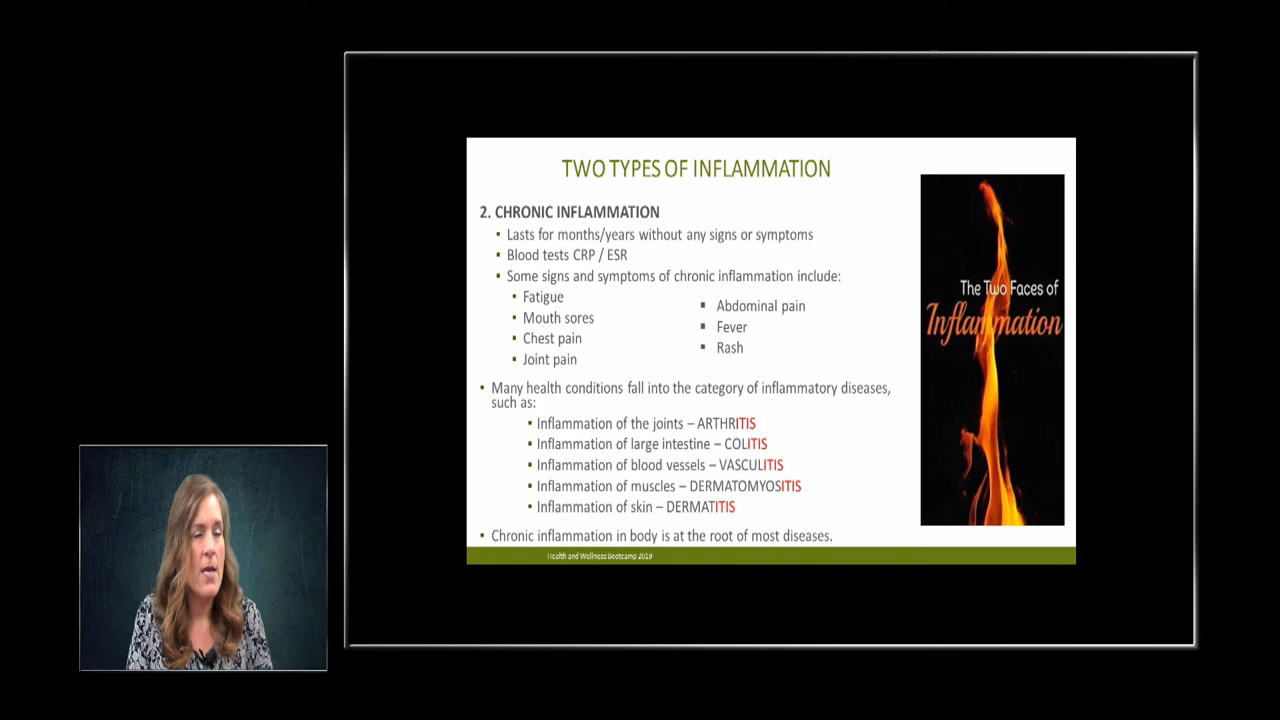 TWO TYPES OF INFLAMMATION
2. CHRONIC INFLAMMATION
▪ Lasts for months/years without any signs or symptoms
▪ Blood tests CRP / ESR
▪ Some signs and symptoms of chronic inflammation include:
▪ Fatigue
▪ Mouth sores
▪ Chest pain
▪ Joint pain
▪ Abdominal pain
▪ Fever
▪ Rash
▪ Many health conditions fall into the category of inflammatory diseases,
such as:
▪ Inflammation of the joints – ARTHRITIS
▪ Inflammation of large intestine – COLITIS
▪ Inflammation of blood vessels – VASCULITIS
▪ Inflammation of muscles – DERMATOMYOSITIS
▪ Inflammation of skin – DERMATITIS
▪ Chronic inflammation in body is at the root of most diseases.
Health and Wellness Bootcamp 2019
The Two Faces of
Inflammation